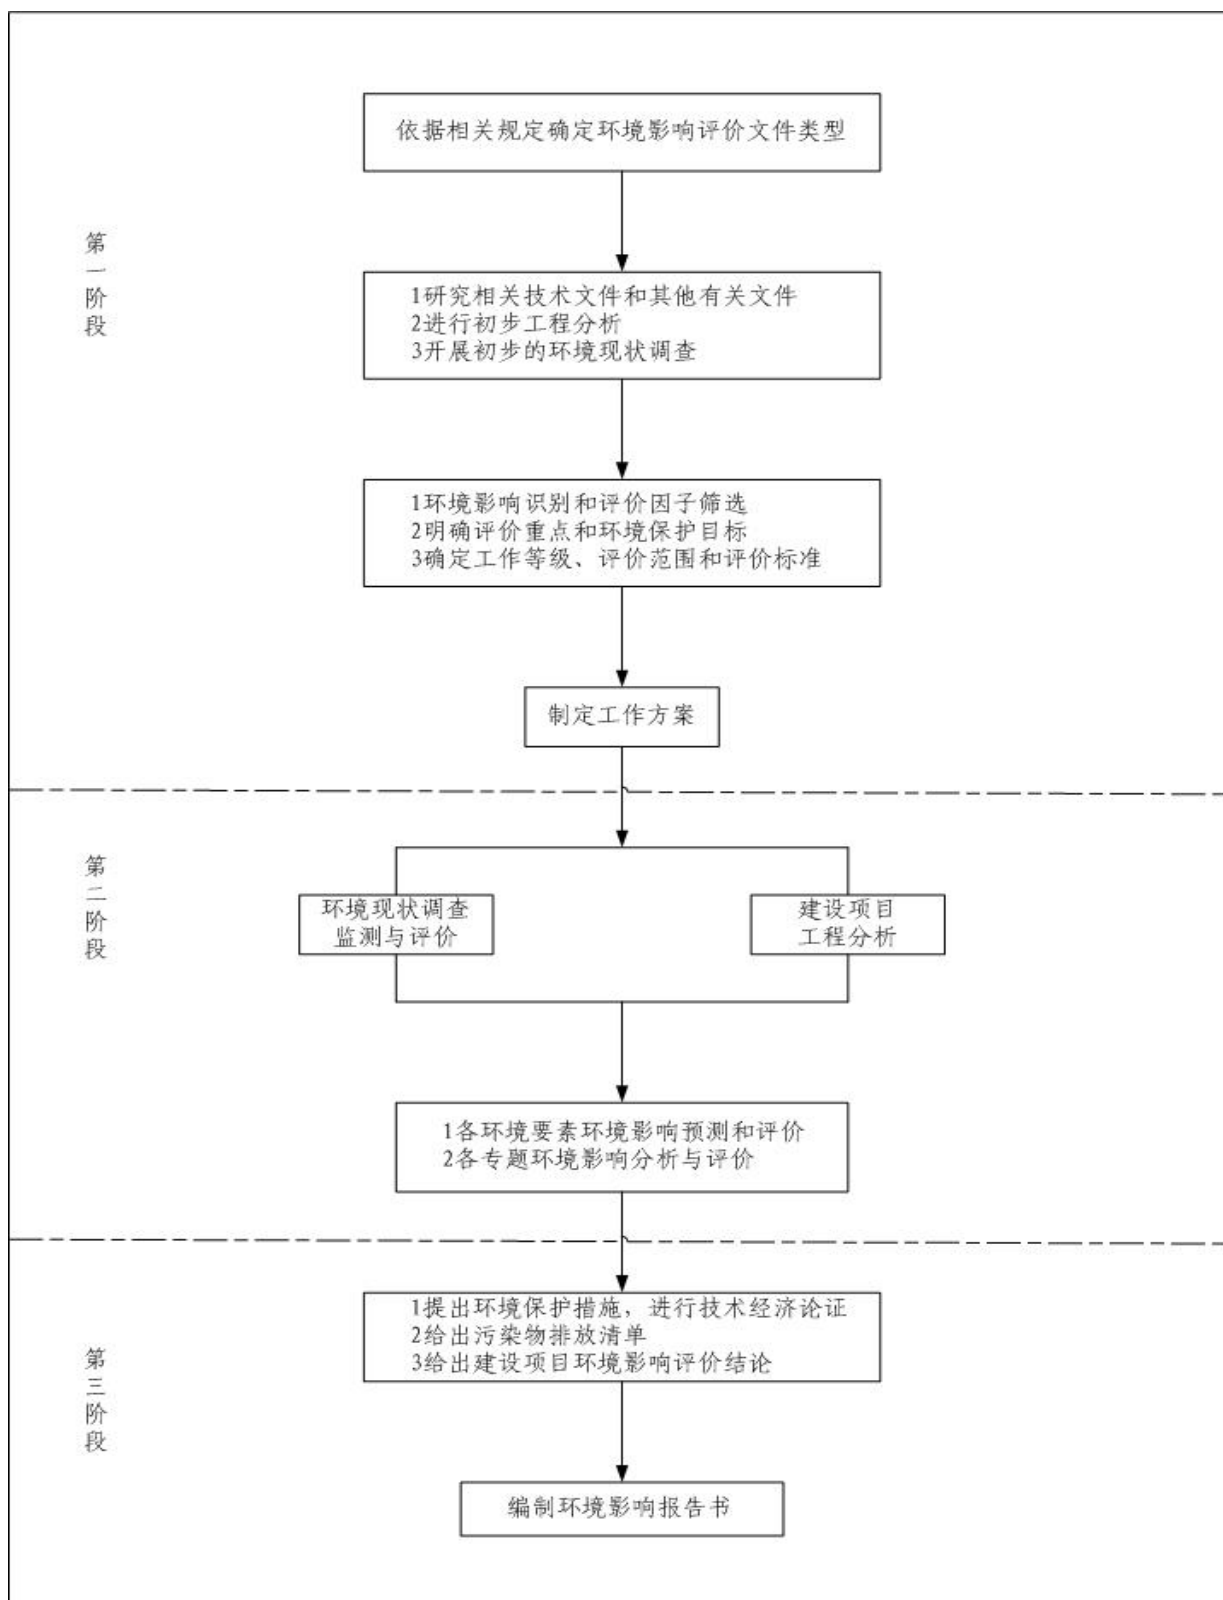 依据相关规定确定环境影响评价文件类型
第一阶段
1研究相关技术文件和其他有关文件
2进行初步工程分析
3开展初步的环境现状调查
1环境影响识别和评价因子筛选
2明确评价重点和环境保护目标
3确定工作等级、评价范围和评价标准
制定工作方案
第二阶段
环境现状调查
监测与评价
建设项目
工程分析
1各环境要素环境影响预测和评价
2各专题环境影响分析与评价
第三阶段
1提出环境保护措施，进行技术经济论证
2给出污染物排放清单
3给出建设项目环境影响评价结论
编制环境影响报告书